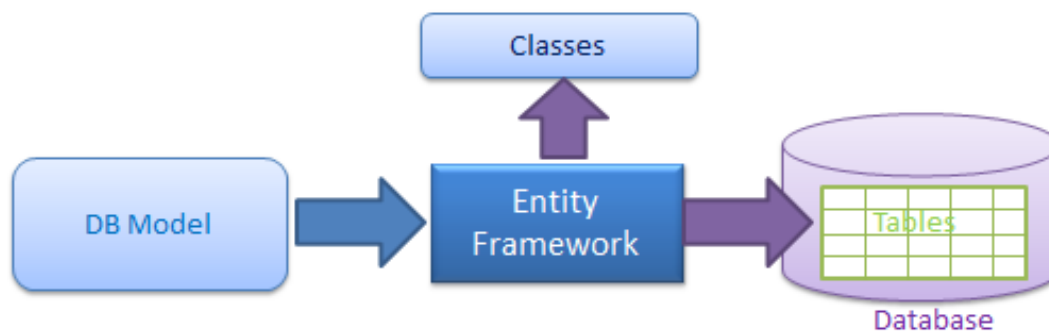 Classes
DB Model
Entity
Framework
Tables
Database